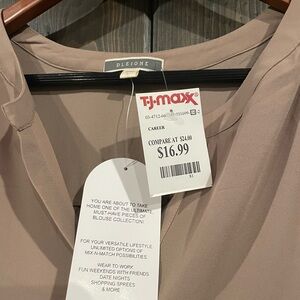 PLEIONE
T·J·maxx
CAREER
COMPARE AT $24.00
$16.99
YOU ARE ABOUT TO TAKE
HOME ONE OF THE ULTIMATE
MUST-HAVE PIECES OF
BLOUSE COLLECTION!
FOR YOUR VERSATILE LIFESTYLE
UNLIMITED OPTIONS OF
MIX-N-MATCH POSSIBILITIES
WEAR TO WORK
FUN WEEKENDS WITH FRIENDS
DATE NIGHTS
SHOPPING SPREES
& MORE